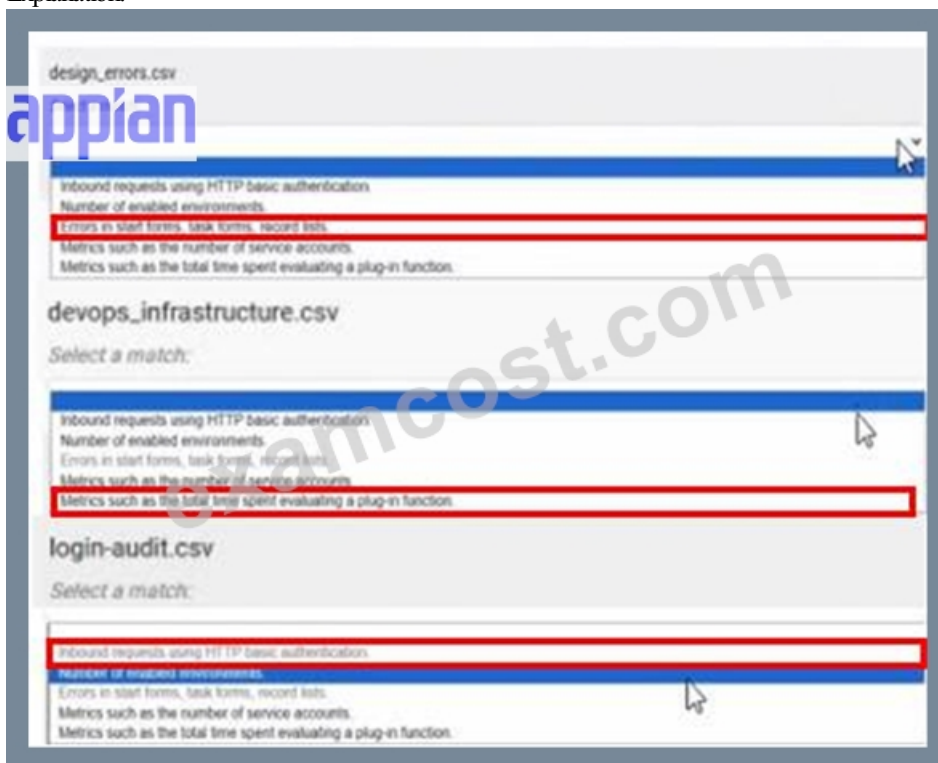 design_errors.csv
appian
Inbound requests using HTTP basic authentication.
Number of enabled environments.
Errors in start forms, task forms, record lists.
Metrics such as the number of service accounts.
Metrics such as the total time spent evaluating a plug-in function.
devops_infrastructure.csv
Select a match:
Inbound requests using HTTP basic authentication.
Number of enabled environments.
Errors in start forms, task forms, record lists.
Metrics such as the number of service accounts.
Metrics such as the total time spent evaluating a plug-in function.
examcost.com
login-audit.csv
Select a match:
Inbound requests using HTTP basic authentication.
Number of enabled environments.
Errors in start forms, task forms, record lists.
Metrics such as the number of service accounts.
Metrics such as the total time spent evaluating a plug-in function.